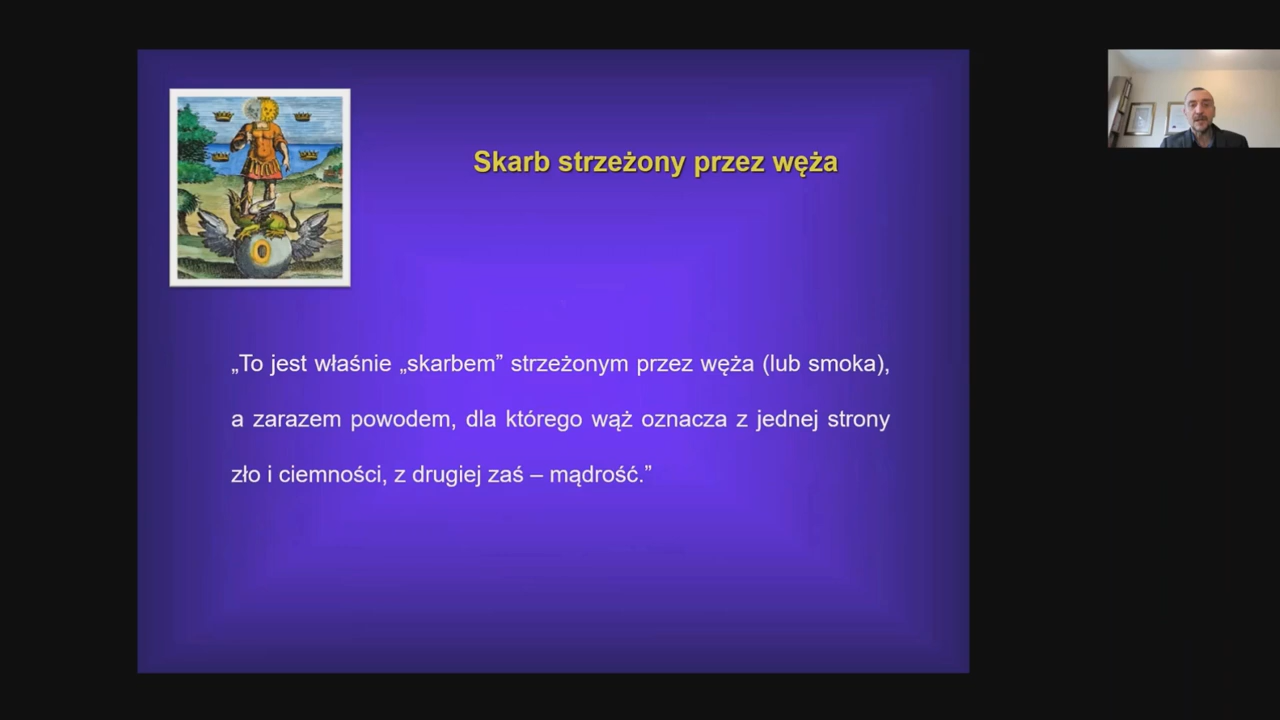 Skarb strzeżony przez węża
„To jest właśnie „skarbem” strzeżonym przez węża (lub smoka),
a zarazem powodem, dla którego wąż oznacza z jednej strony
zło i ciemności, z drugiej zaś – mądrość.”